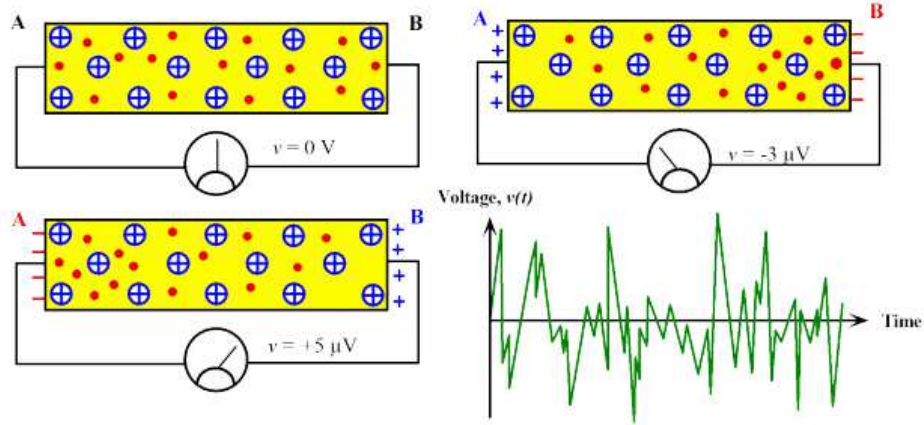 A
B
v = 0 V
A
B
+
+
+
+
−
−
−
−
v = -3 µV
A
B
−
−
−
−
+
+
+
+
v = +5 µV
Voltage, v(t)
Time